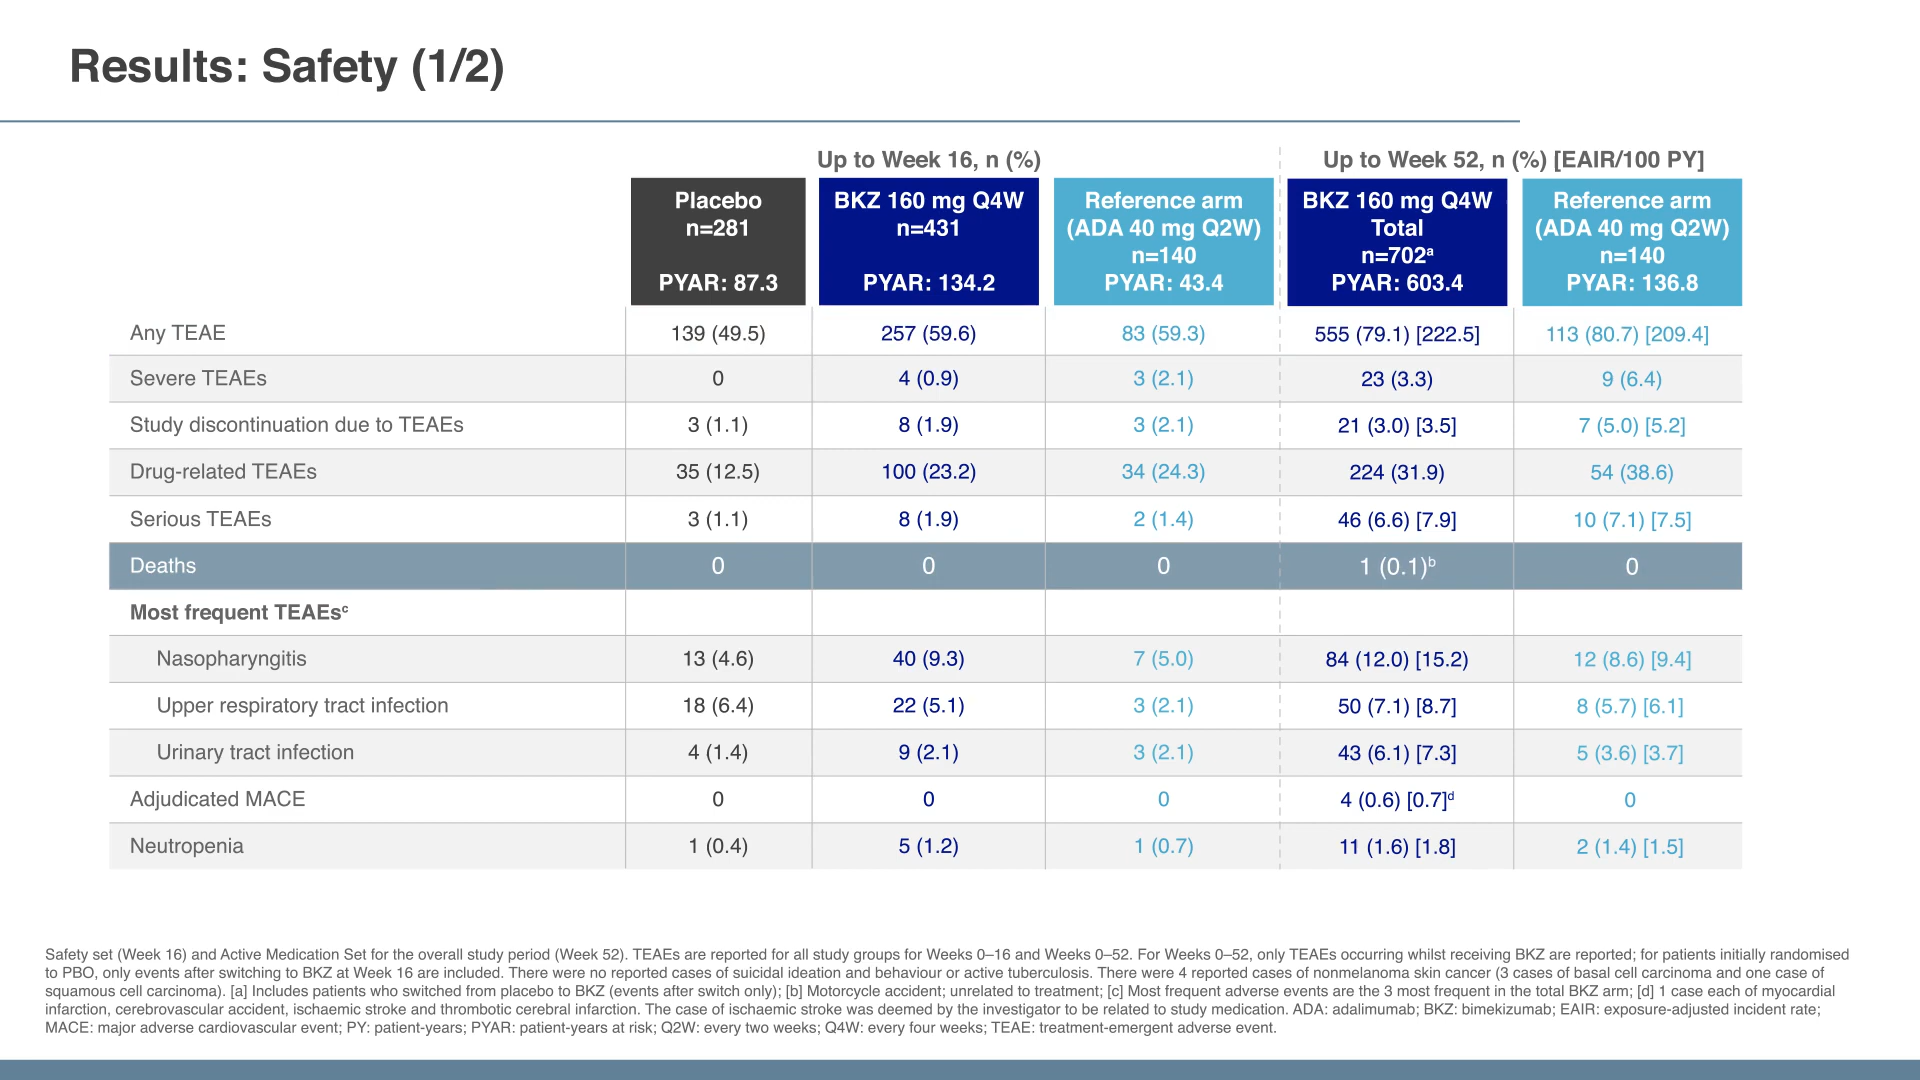 Results: Safety (1/2)
Up to Week 16, n (%)
Up to Week 52, n (%) [EAIR/100 PY]
Placebo
n=281
PYAR: 87.3
BKZ 160 mg Q4W
n=431
PYAR: 134.2
Reference arm
(ADA 40 mg Q2W)
n=140
PYAR: 43.4
BKZ 160 mg Q4W
Total
n=702ᵃ
PYAR: 603.4
Reference arm
(ADA 40 mg Q2W)
n=140
PYAR: 136.8
Any TEAE 139 (49.5) 257 (59.6) 83 (59.3) 555 (79.1) [222.5] 113 (80.7) [209.4]
Severe TEAEs 0 4 (0.9) 3 (2.1) 23 (3.3) 9 (6.4)
Study discontinuation due to TEAEs 3 (1.1) 8 (1.9) 3 (2.1) 21 (3.0) [3.5] 7 (5.0) [5.2]
Drug-related TEAEs 35 (12.5) 100 (23.2) 34 (24.3) 224 (31.9) 54 (38.6)
Serious TEAEs 3 (1.1) 8 (1.9) 2 (1.4) 46 (6.6) [7.9] 10 (7.1) [7.5]
Deaths 0 0 0 1 (0.1)ᵇ 0
Most frequent TEAEsᶜ
Nasopharyngitis 13 (4.6) 40 (9.3) 7 (5.0) 84 (12.0) [15.2) 12 (8.6) [9.4]
Upper respiratory tract infection 18 (6.4) 22 (5.1) 3 (2.1) 50 (7.1) [8.7] 8 (5.7) [6.1]
Urinary tract infection 4 (1.4) 9 (2.1) 3 (2.1) 43 (6.1) [7.3] 5 (3.6) [3.7]
Adjudicated MACE 0 0 0 4 (0.6) [0.7]ᵈ 0
Neutropenia 1 (0.4) 5 (1.2) 1 (0.7) 11 (1.6) [1.8] 2 (1.4) [1.5]
Safety set (Week 16) and Active Medication Set for the overall study period (Week 52). TEAEs are reported for all study groups for Weeks 0–16 and Weeks 0–52. For Weeks 0–52, only TEAEs occurring whilst receiving BKZ are reported; for patients initially randomised
to PBO, only events after switching to BKZ at Week 16 are included. There were no reported cases of suicidal ideation and behaviour or active tuberculosis. There were 4 reported cases of nonmelanoma skin cancer (3 cases of basal cell carcinoma and one case of
squamous cell carcinoma). [a] Includes patients who switched from placebo to BKZ (events after switch only); [b] Motorcycle accident; unrelated to treatment; [c] Most frequent adverse events are the 3 most frequent in the total BKZ arm; [d] 1 case each of myocardial
infarction, cerebrovascular accident, ischaemic stroke and thrombotic cerebral infarction. The case of ischaemic stroke was deemed by the investigator to be related to study medication. ADA: adalimumab; BKZ: bimekizumab; EAIR: exposure-adjusted incident rate;
MACE: major adverse cardiovascular event; PY: patient-years; PYAR: patient-years at risk; Q2W: every two weeks; Q4W: every four weeks; TEAE: treatment-emergent adverse event.